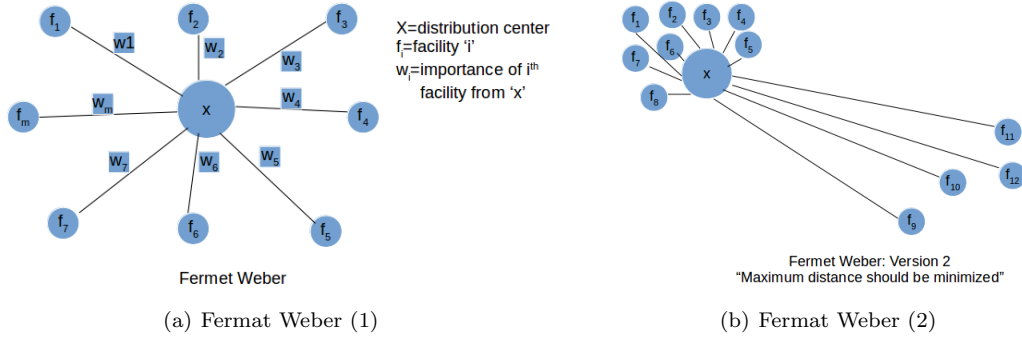 f1
f2
f3
w1
w2
w3
wm
w4
fm
x
f4
w7
w6
w5
f7
f6
f5
X=distribution center
fi=facility ‘i’
wi=importance of ith
facility from ‘x’
Fermet Weber
(a) Fermat Weber (1)
f1
f2
f3
f4
f5
f6
f7
x
f8
f11
f12
f10
f9
Fermet Weber: Version 2
“Maximum distance should be minimized”
(b) Fermat Weber (2)